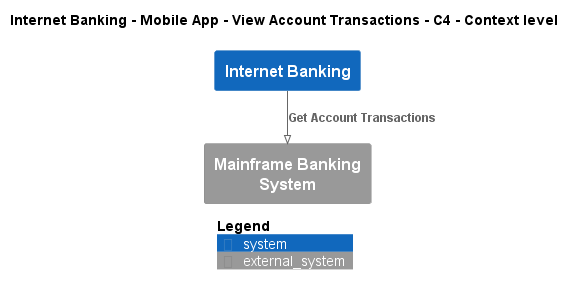 Internet Banking - Mobile App - View Account Transactions - C4 - Context level
Internet Banking
Get Account Transactions
Mainframe Banking
System
Legend
system
external_system